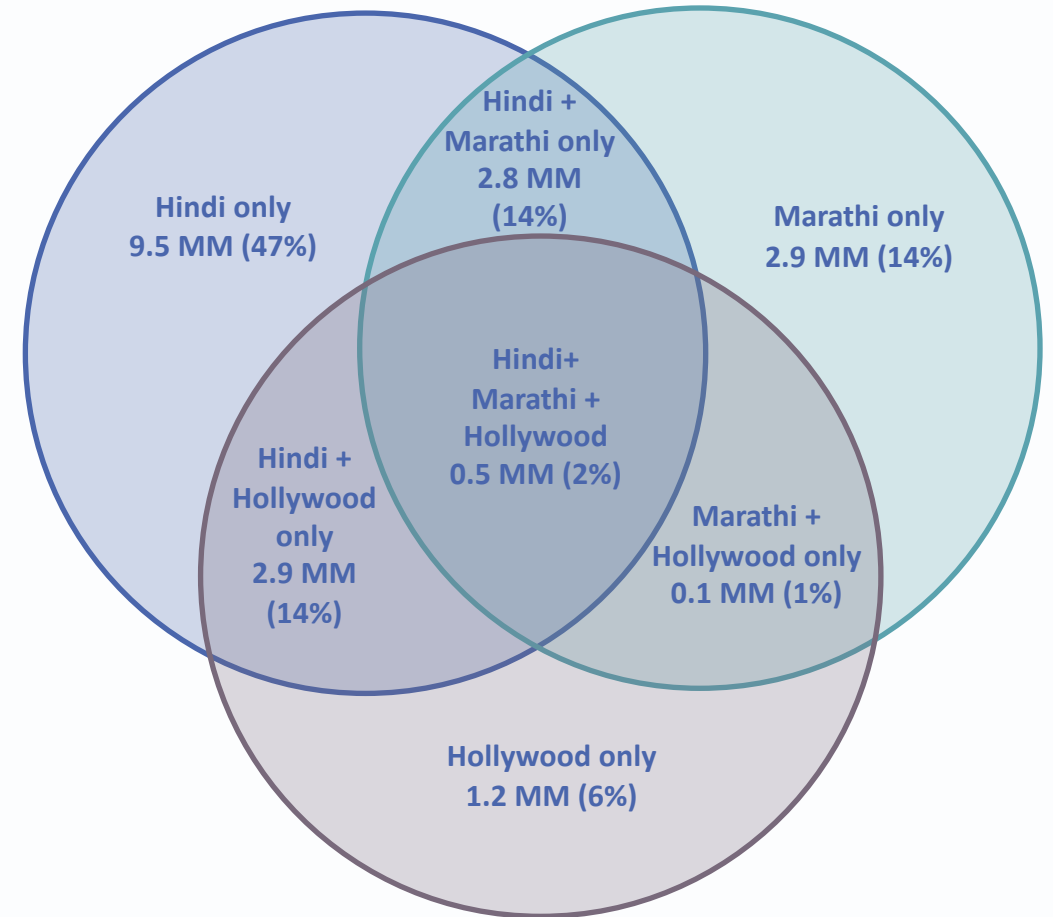 Hindi +
Marathi only
2.8 MM
(14%)
Hindi only
9.5 MM (47%)
Marathi only
2.9 MM (14%)
Hindi+
Marathi +
Hollywood
0.5 MM (2%)
Hindi +
Hollywood
only
2.9 MM
(14%)
Marathi +
Hollywood only
0.1 MM (1%)
Hollywood only
1.2 MM (6%)